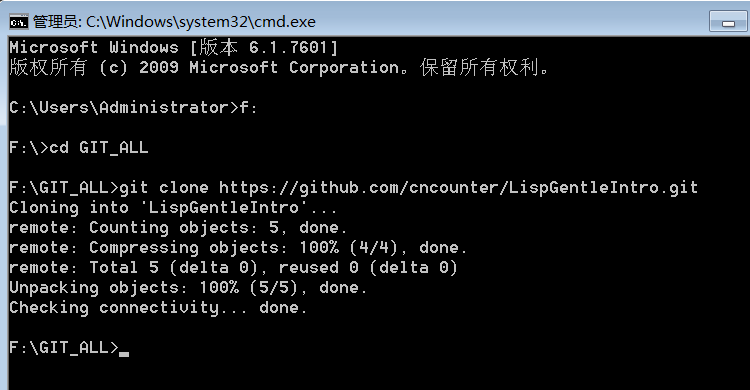 管理员: C:\Windows\system32\cmd.exe
Microsoft Windows [版本 6.1.7601]
版权所有 (c) 2009 Microsoft Corporation。保留所有权利。
C:\Users\Administrator>f:
F:\>cd GIT_ALL
F:\GIT_ALL>git clone https://github.com/cncounter/LispGentleIntro.git
Cloning into 'LispGentleIntro'...
remote: Counting objects: 5, done.
remote: Compressing objects: 100% (4/4), done.
remote: Total 5 (delta 0), reused 0 (delta 0)
Unpacking objects: 100% (5/5), done.
Checking connectivity... done.
F:\GIT_ALL>